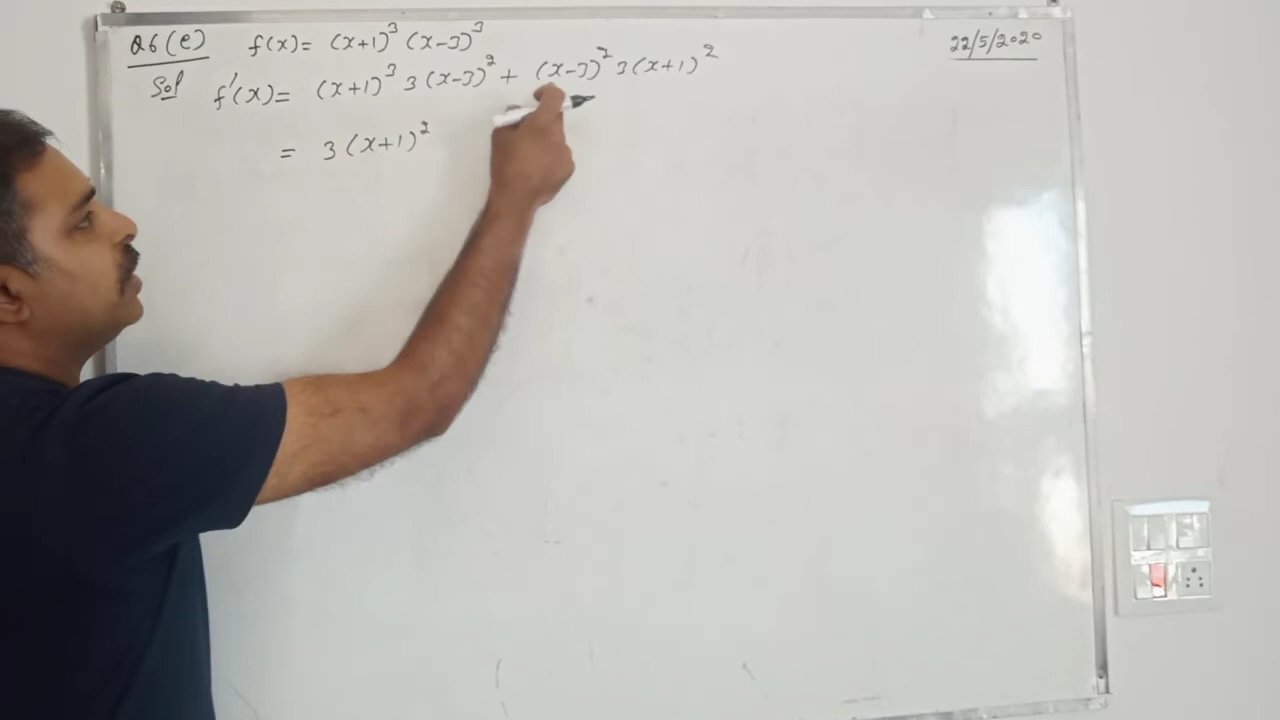 Q6(e) f(x) = (x+1)³ (x-3)³
22/5/2020
Sol f'(x) = (x+1)³ 3(x-3)² + (x-3)² 3(x+1)²
= 3(x+1)²